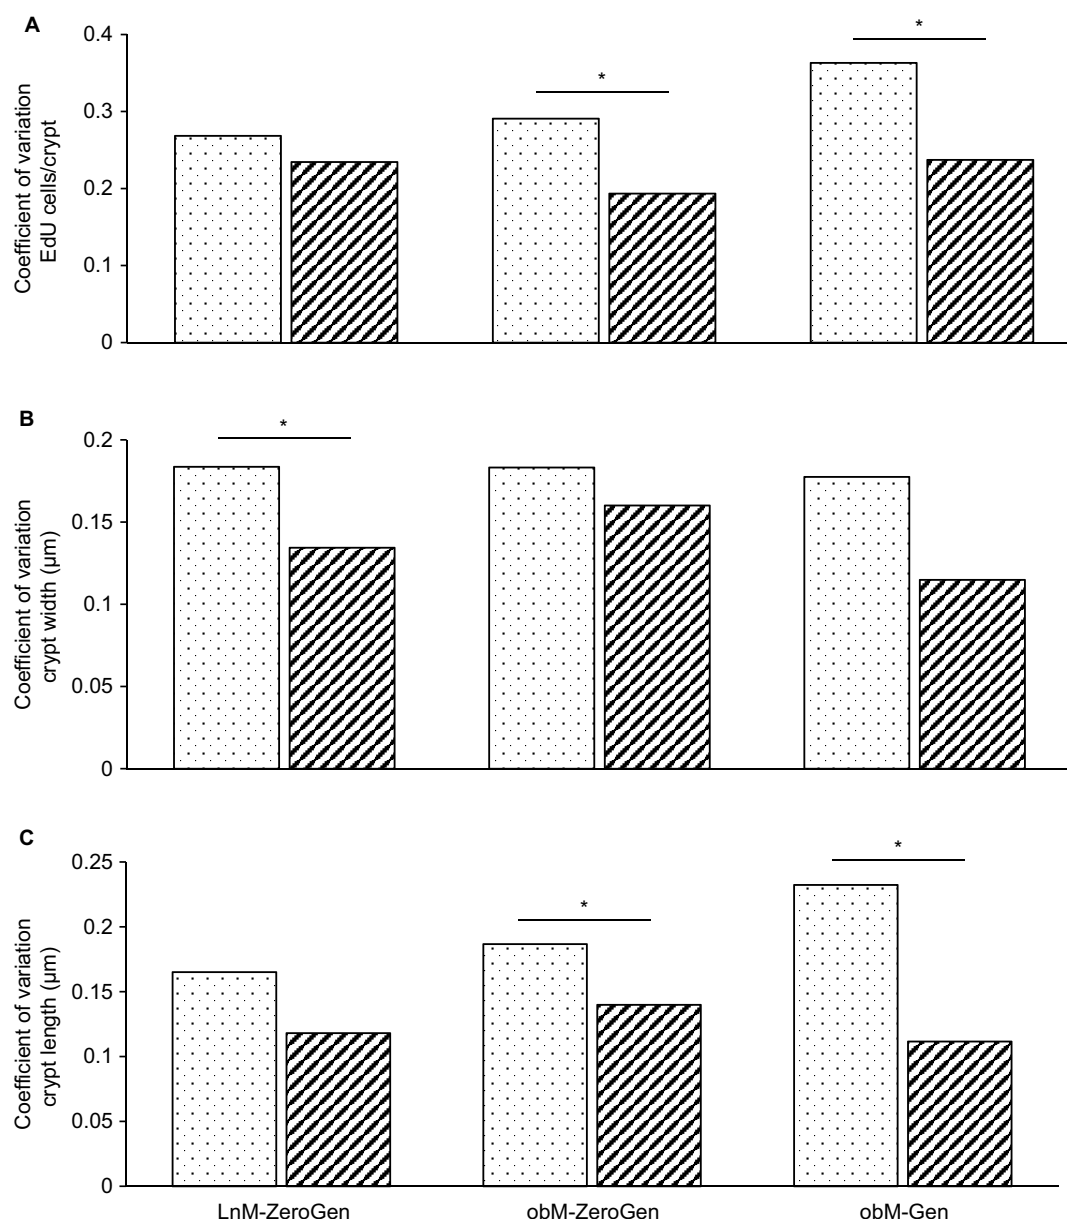 A
Coefficient of variation
EdU cells/crypt
0.4
0.3
0.2
0.1
0
*
*
B
Coefficient of variation
crypt width (µm)
0.2
0.15
0.1
0.05
0
*
C
Coefficient of variation
crypt length (µm)
0.25
0.2
0.15
0.1
0.05
0
*
*
LnM-ZeroGen
obM-ZeroGen
obM-Gen